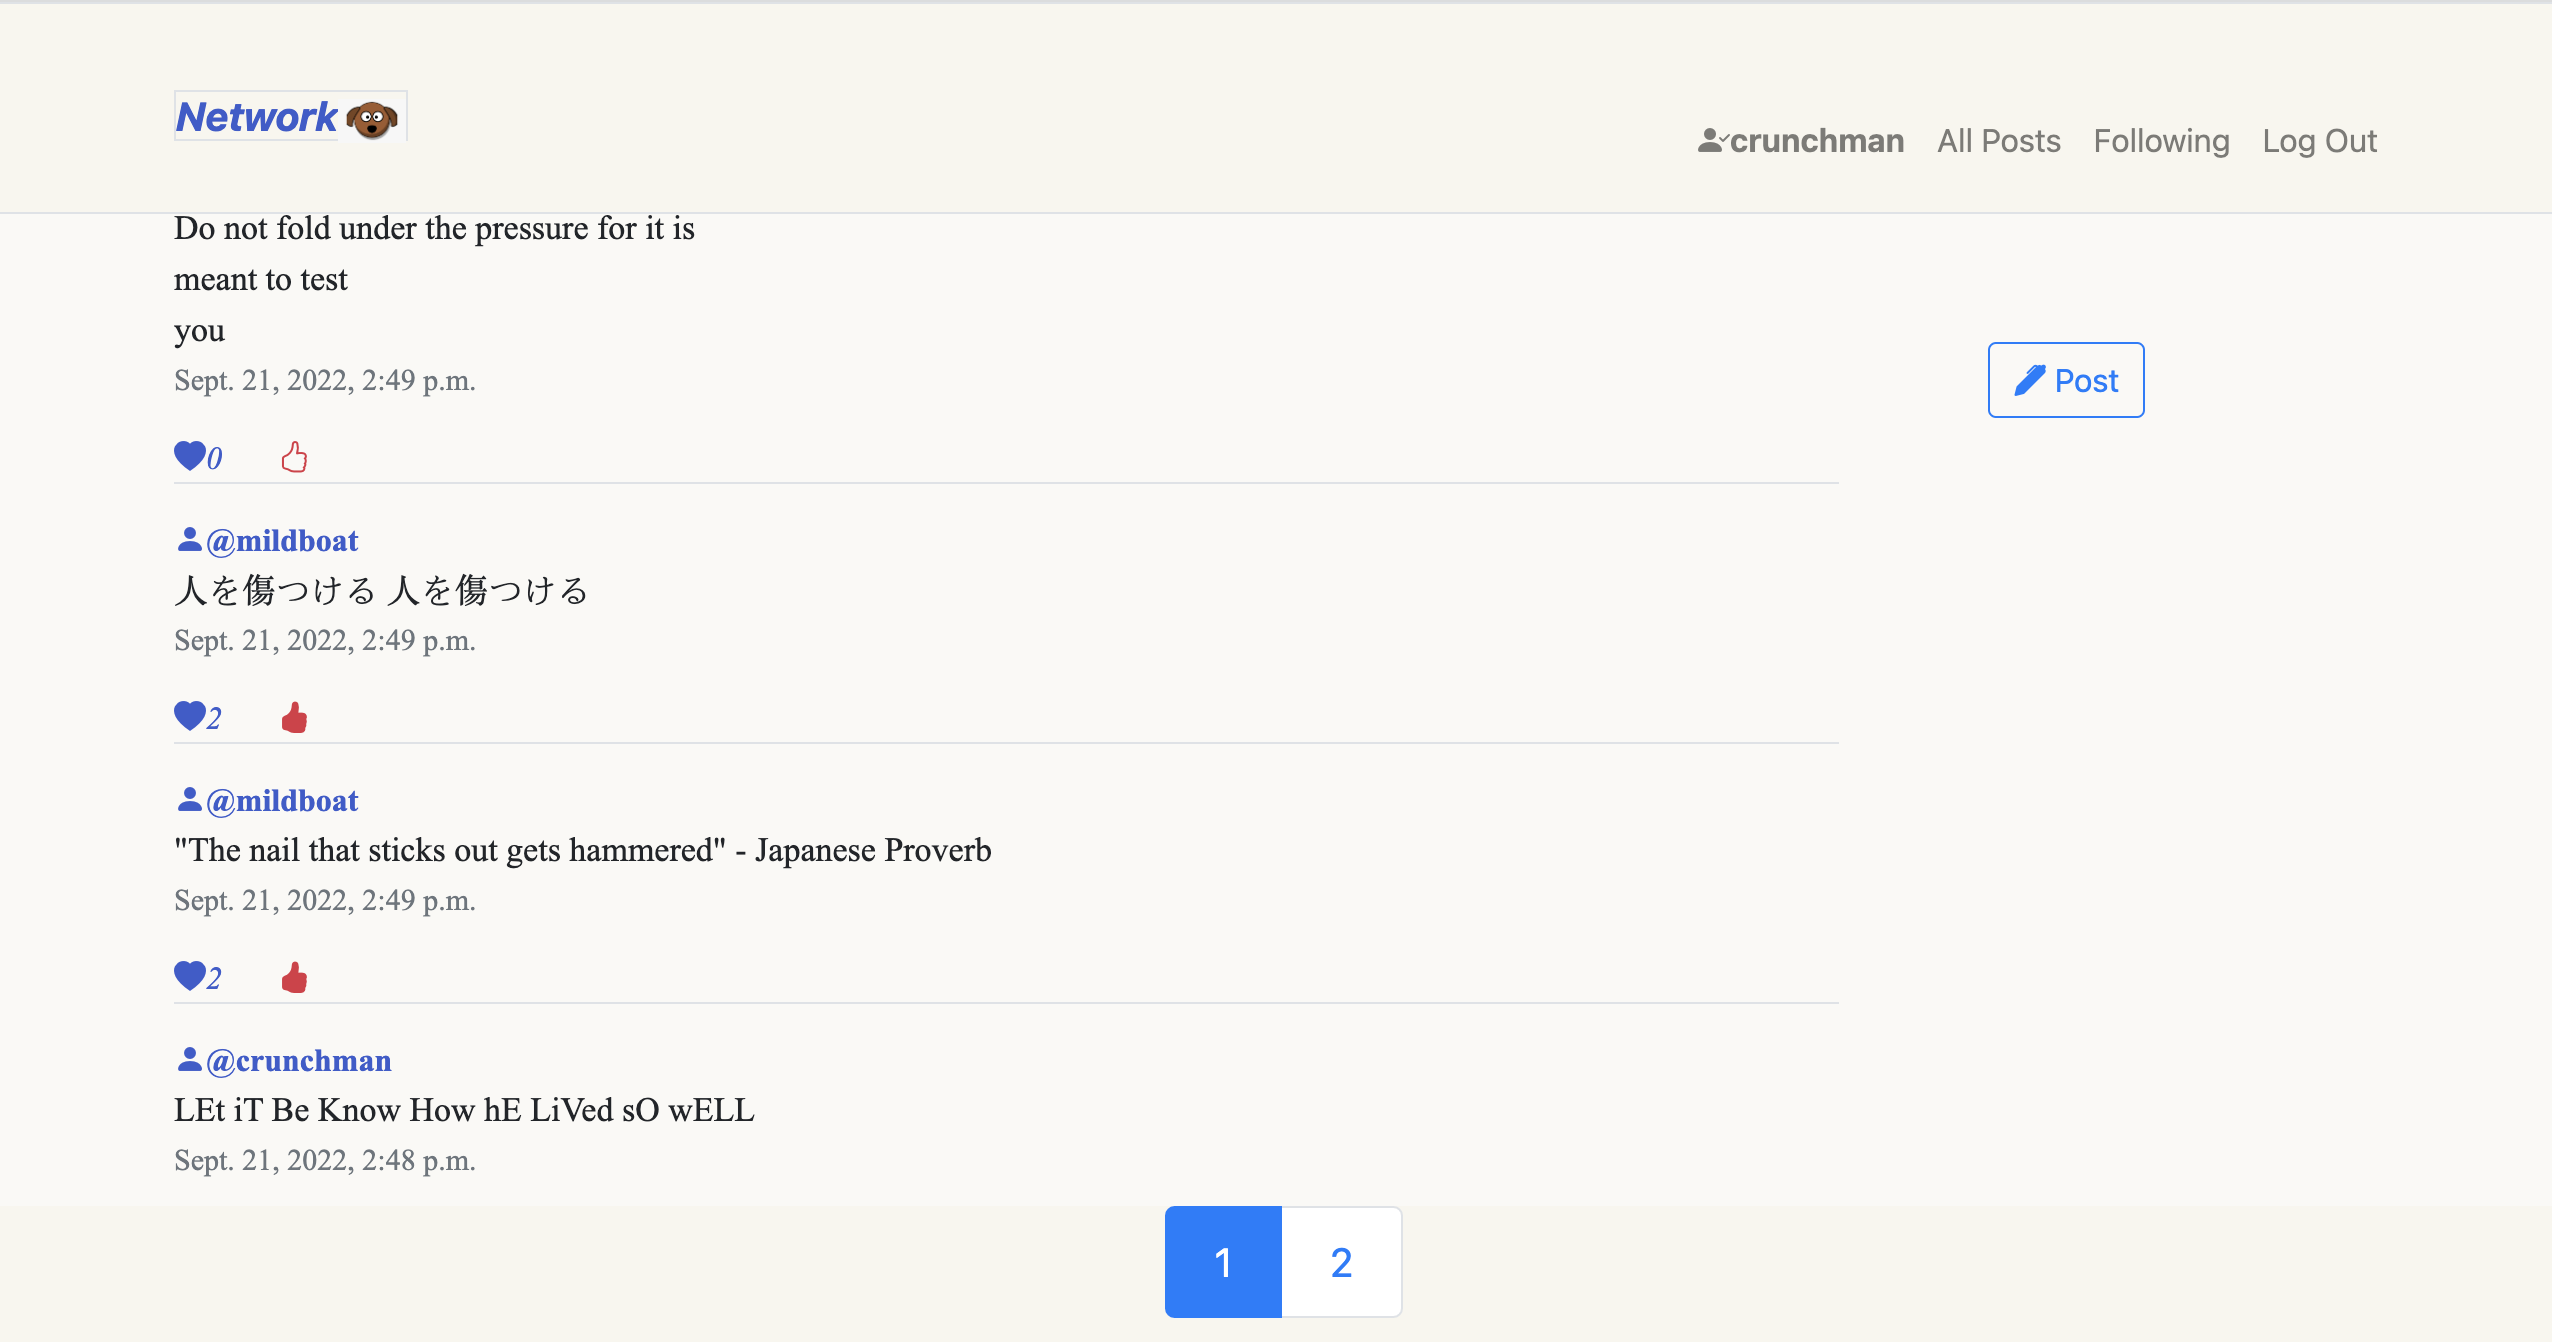 Network
crunchman All Posts Following Log Out
Do not fold under the pressure for it is
meant to test
you
Sept. 21, 2022, 2:49 p.m.
Post
0
@mildboat
人を傷つける 人を傷つける
Sept. 21, 2022, 2:49 p.m.
2
@mildboat
"The nail that sticks out gets hammered" - Japanese Proverb
Sept. 21, 2022, 2:49 p.m.
2
@crunchman
LEt iT Be Know How hE LiVed sO wELL
Sept. 21, 2022, 2:48 p.m.
1 2